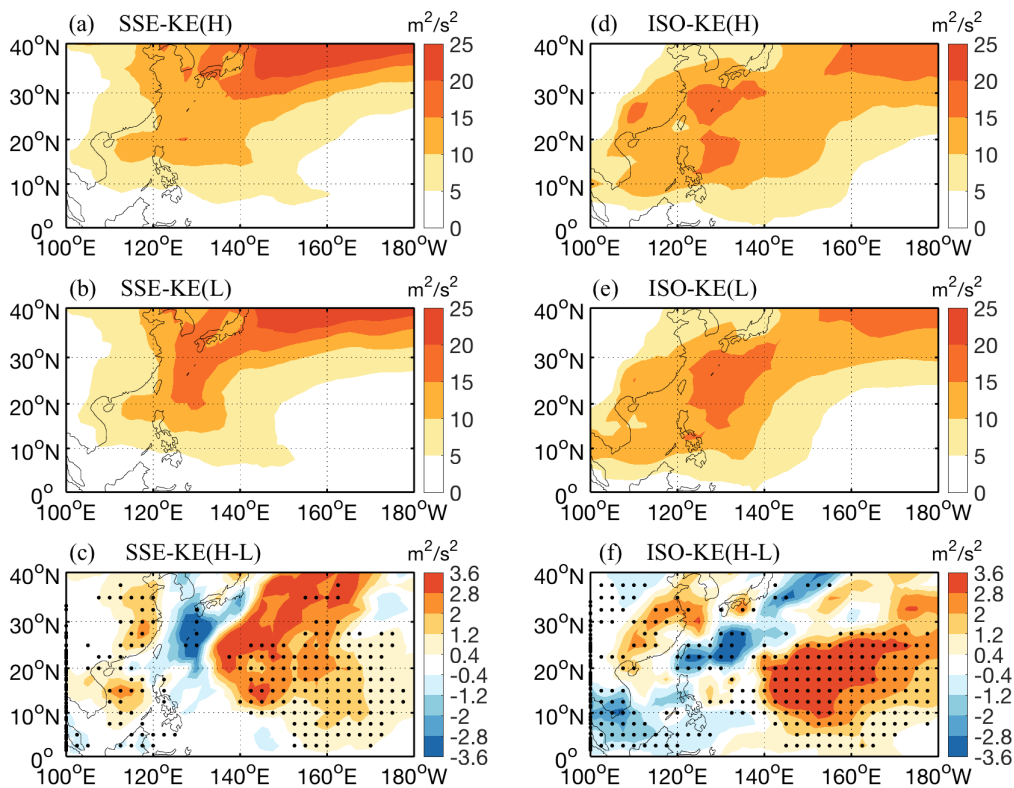 (a) SSE-KE(H) m²/s²
40°N
30°N
20°N
10°N
0°
100°E 120°E 140°E 160°E 180°W
25
20
15
10
5
0
(d) ISO-KE(H) m²/s²
40°N
30°N
20°N
10°N
0°
100°E 120°E 140°E 160°E 180°W
25
20
15
10
5
0
(b) SSE-KE(L) m²/s²
40°N
30°N
20°N
10°N
0°
100°E 120°E 140°E 160°E 180°W
25
20
15
10
5
0
(e) ISO-KE(L) m²/s²
40°N
30°N
20°N
10°N
0°
100°E 120°E 140°E 160°E 180°W
25
20
15
10
5
0
(c) SSE-KE(H-L) m²/s²
40°N
30°N
20°N
10°N
0°
100°E 120°E 140°E 160°E 180°W
3.6
2.8
2
1.2
0.4
-0.4
-1.2
-2
-2.8
-3.6
(f) ISO-KE(H-L) m²/s²
40°N
30°N
20°N
10°N
0°
100°E 120°E 140°E 160°E 180°W
3.6
2.8
2
1.2
0.4
-0.4
-1.2
-2
-2.8
-3.6